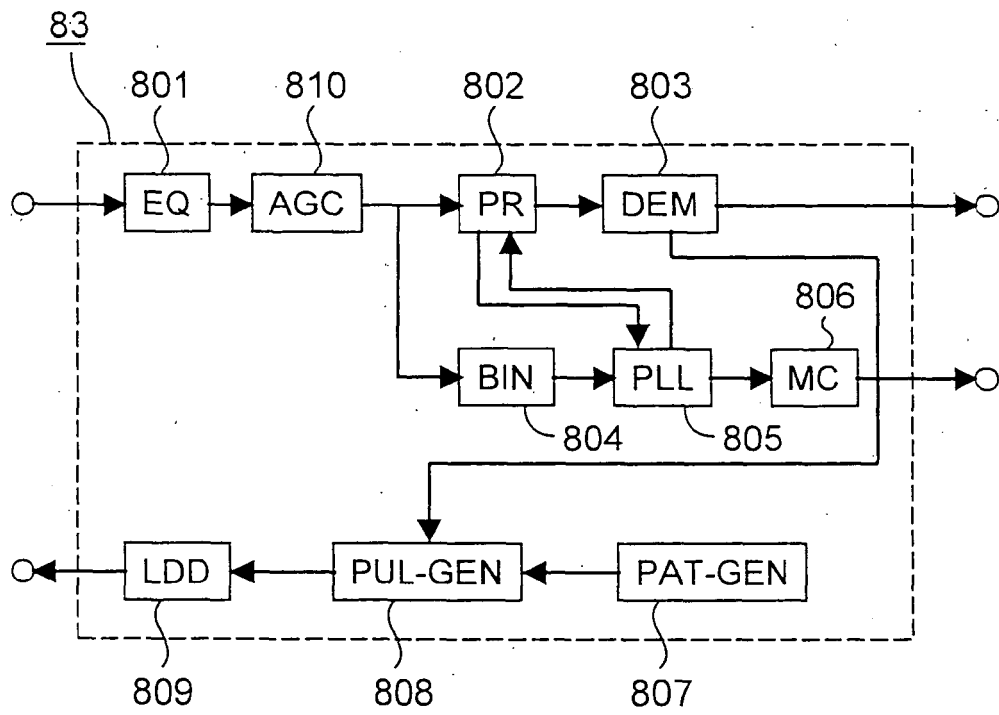 83
801 810 802 803
EQ AGC PR DEM
806
BIN PLL MC
804 805
LDD PUL-GEN PAT-GEN
809 808 807